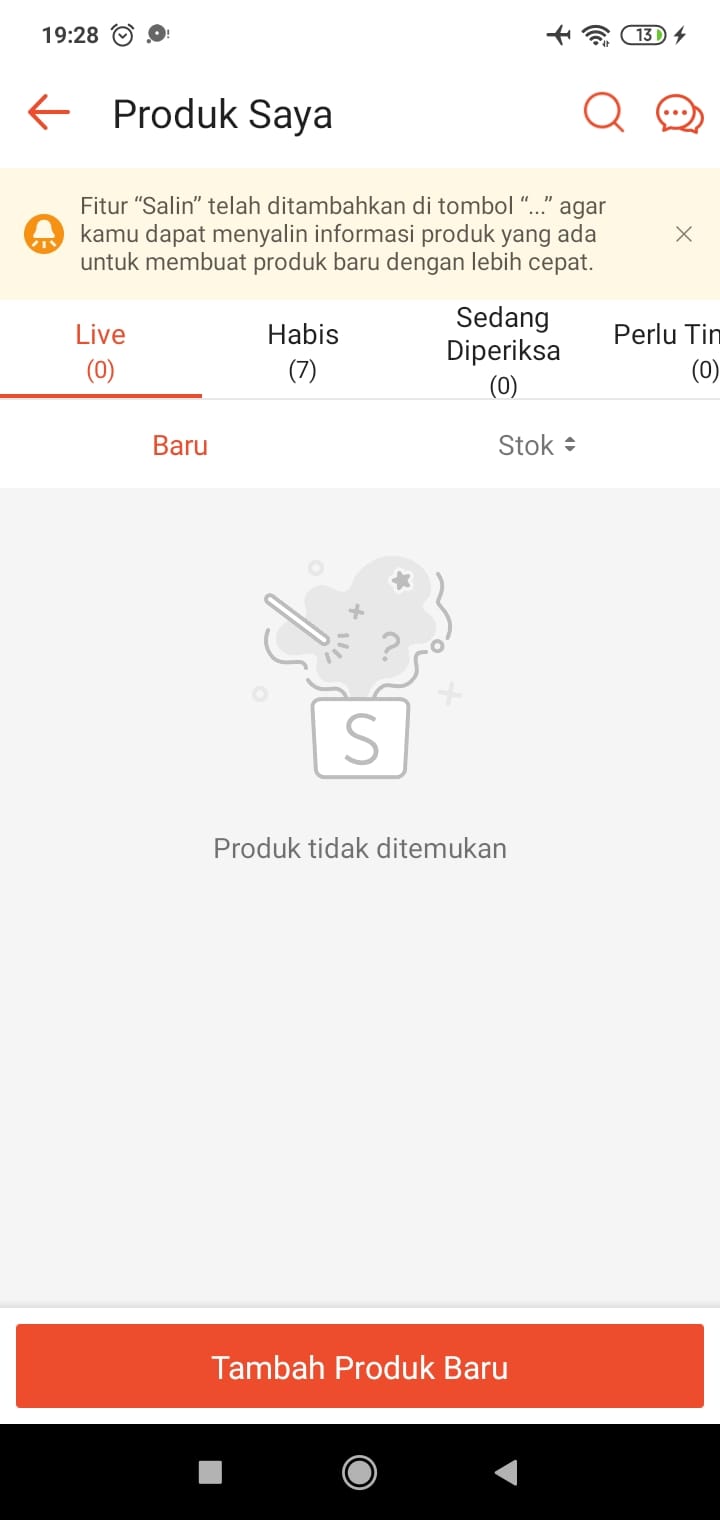 19:28
13
Produk Saya
Fitur “Salin” telah ditambahkan di tombol “...” agar
kamu dapat menyalin informasi produk yang ada
untuk membuat produk baru dengan lebih cepat.
Live
(0)
Habis
(7)
Sedang
Diperiksa
(0)
Perlu Tin
(0)
Baru
Stok
S
Produk tidak ditemukan
Tambah Produk Baru